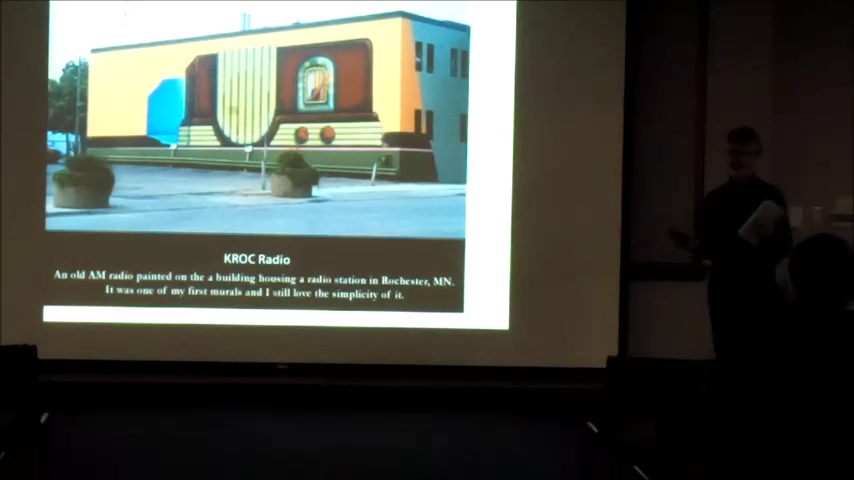 KROC Radio
An old AM radio painted on the a building housing a radio station in Rochester, MN.
It was one of my first murals and I still love the simplicity of it.